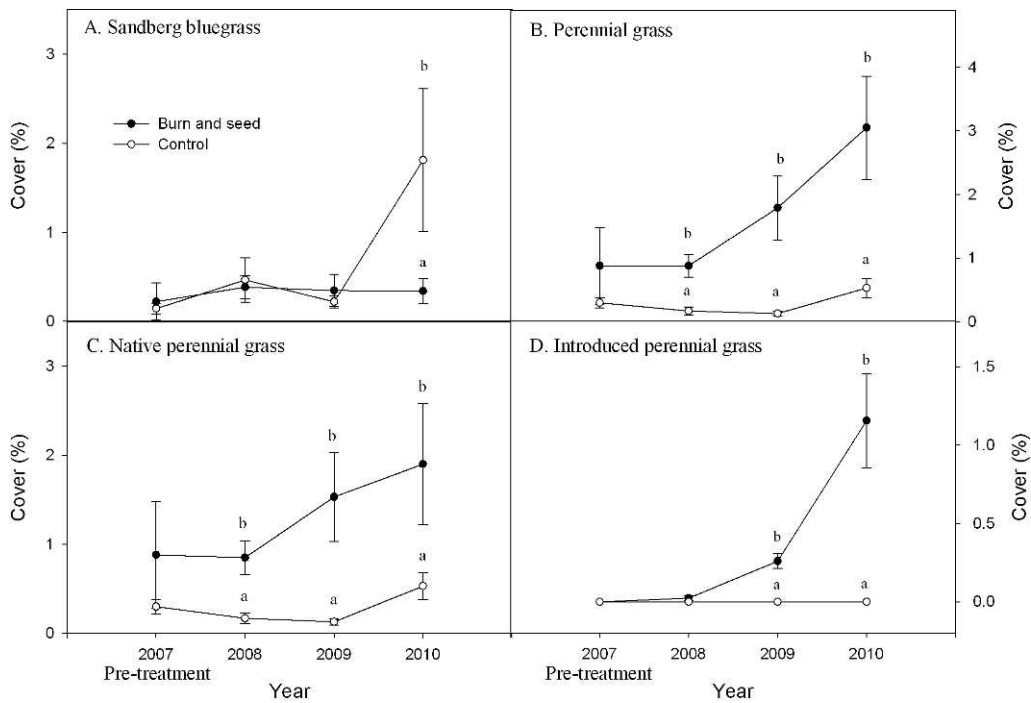 A. Sandberg bluegrass
3
2
1
0
Cover (%)
Burn and seed
Control
b
a
B. Perennial grass
4
3
2
1
0
Cover (%)
b
b
b
a
a
a
C. Native perennial grass
3
2
1
0
Cover (%)
b
b
b
a
a
a
2007
2008
2009
2010
Pre-treatment
Year
D. Introduced perennial grass
1.5
1.0
0.5
0.0
Cover (%)
b
b
a
a
2007
2008
2009
2010
Pre-treatment
Year